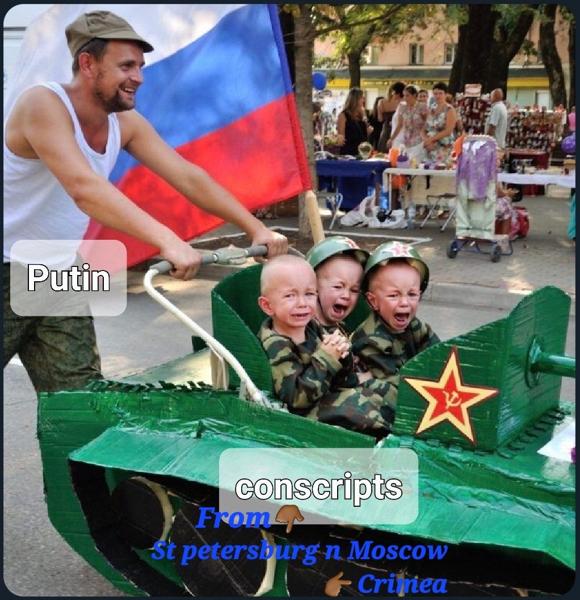 Putin
conscripts
From👇🏾
St petersburg n Moscow
👉🏾 Crimea